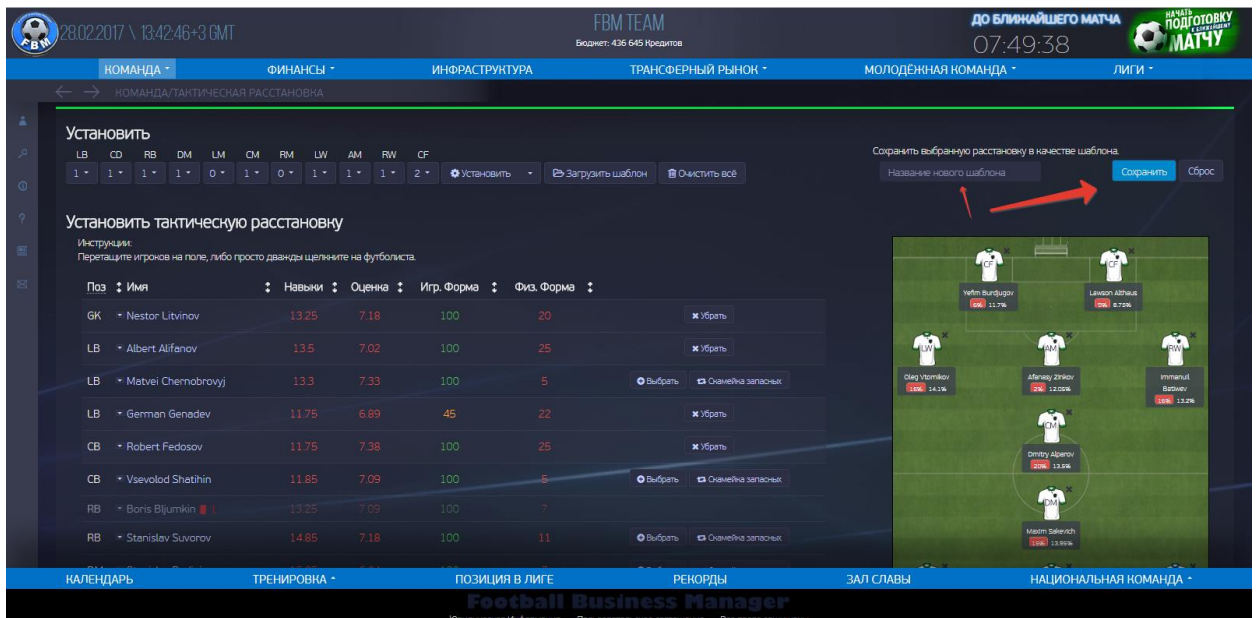 28.02.2017 \ 13:42:46+3 GMT
FBM TEAM
Бюджет: 436 645 Кредитов
ДО БЛИЖАЙШЕГО МАТЧА
07:49:38
НАЧАТЬ
ПОДГОТОВКУ
К БЛИЖАЙШЕМУ
МАТЧУ
FBM
КОМАНДА ФИНАНСЫ ИНФРАСТРУКТУРА ТРАНСФЕРНЫЙ РЫНОК МОЛОДЁЖНАЯ КОМАНДА ЛИГИ
КОМАНДА/ТАКТИЧЕСКАЯ РАССТАНОВКА
Установить
LB CD RB DM LM CM RM LW AM RW CF
1 1 1 1 0 1 0 1 1 1 2 Установить Загрузить шаблон Очистить всё
Сохранить выбранную расстановку в качестве шаблона.
Название нового шаблона Сохранить Сброс
Установить тактическую расстановку
Инструкции:
Перетащите игроков на поле, либо просто дважды щелкните на футболиста.
Поз Имя Навыки Оценка Игр. Форма Физ. Форма
GK Nestor Litvinov 13.25 7.18 100 20 Убрать
LB Albert Alifanov 13.5 7.02 100 25 Убрать
LB Matvei Chernobrovyj 13.3 7.33 100 5 Выбрать Скамейка запасных
LB German Genadev 11.75 6.89 45 22 Убрать
CB Robert Fedosov 11.75 7.38 100 25 Убрать
CB Vsevolod Shatihin 11.85 7.09 100 5 Выбрать Скамейка запасных
RB Boris Bljumkin 13.25 7.09 100 7
RB Stanislav Suvorov 14.85 7.18 100 11 Выбрать Скамейка запасных
CF CF
Yefim Burdjugov Lawson Althaus
6% 11.7% 9% 8.75%
LW AM RW
Oleg Vtornikov Afanasy Zinkov Immanuil
Batiwev
16% 14.1% 2% 12.05% 16% 13.2%
CM
Dmitry Alperov
20% 13.5%
DM
Maxim Sakevich
19% 13.95%
КАЛЕНДАРЬ ТРЕНИРОВКА ПОЗИЦИЯ В ЛИГЕ РЕКОРДЫ ЗАЛ СЛАВЫ НАЦИОНАЛЬНАЯ КОМАНДА
Football Business Manager